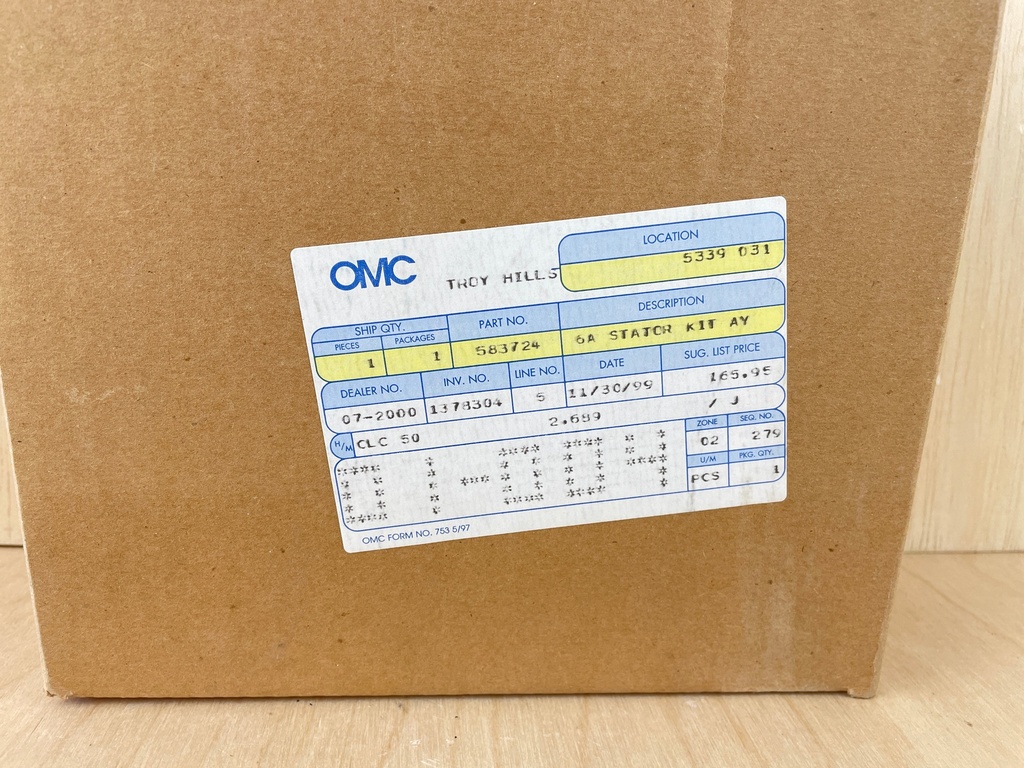 OMC TROY HILLS
LOCATION
5339 031
SHIP QTY.
PIECES PACKAGES PART NO. DESCRIPTION
1 1 583724 6A STATOR KIT AY
DEALER NO. INV. NO. LINE NO. DATE SUG. LIST PRICE
07-2000 1378304 5 11/30/99 165.95
H/M CLC 50 2.689 / J
ZONE SEQ. NO.
02 279
U/M PKG. QTY.
PCS 1
OMC FORM NO. 753 5/97